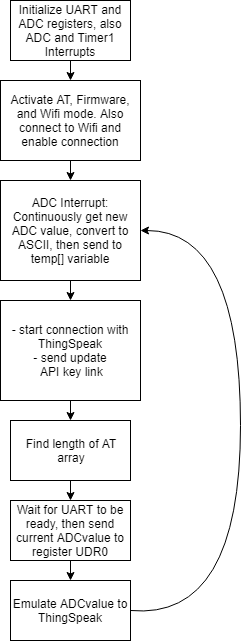 Initialize UART and
ADC registers, also
ADC and Timer1
Interrupts
Activate AT, Firmware,
and Wifi mode. Also
connect to Wifi and
enable connection
ADC Interrupt:
Continuously get new
ADC value, convert to
ASCII, then send to
temp[] variable
- start connection with
ThingSpeak
- send update
API key link
Find length of AT
array
Wait for UART to be
ready, then send
current ADCvalue to
register UDR0
Emulate ADCvalue to
ThingSpeak